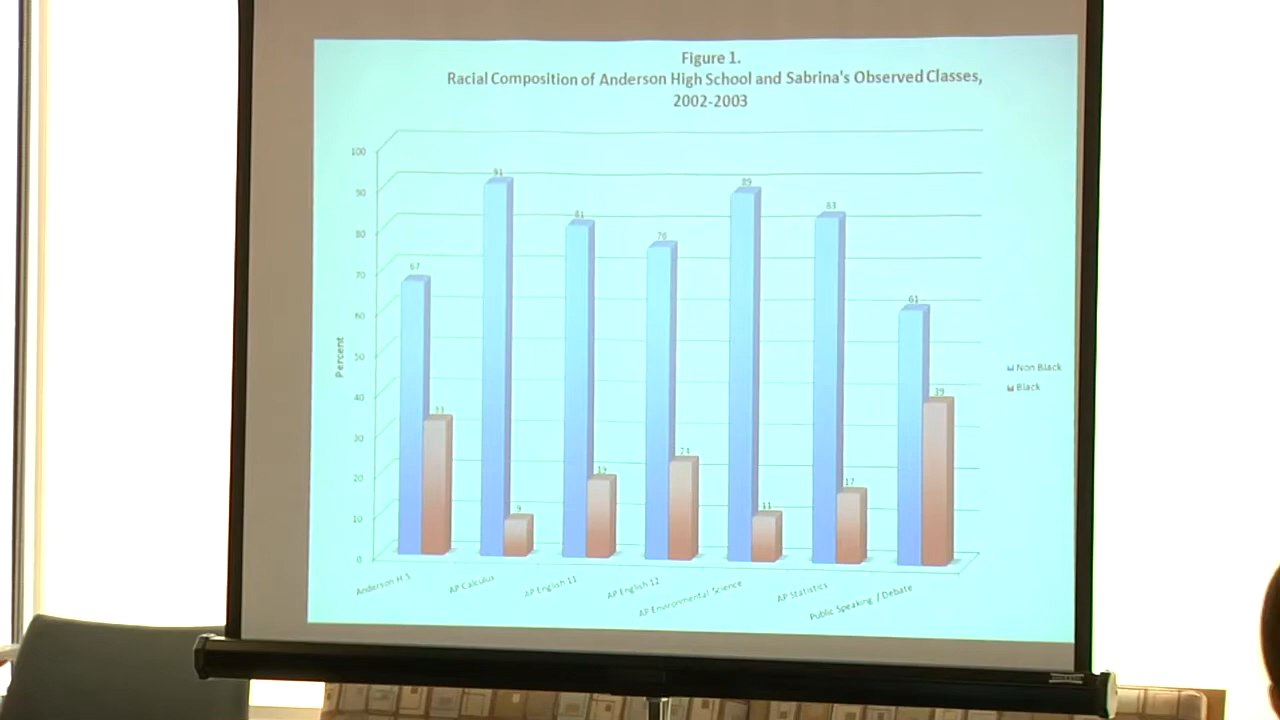 Figure 1.
Racial Composition of Anderson High School and Sabrina's Observed Classes,
2002-2003
Percent
100
90
80
70
60
50
40
30
20
10
0
67
33
91
9
81
19
76
24
89
11
83
17
61
39
Anderson H S
AP Calculus
AP English 11
AP English 12
AP Environmental Science
AP Statistics
Public Speaking / Debate
Non Black
Black